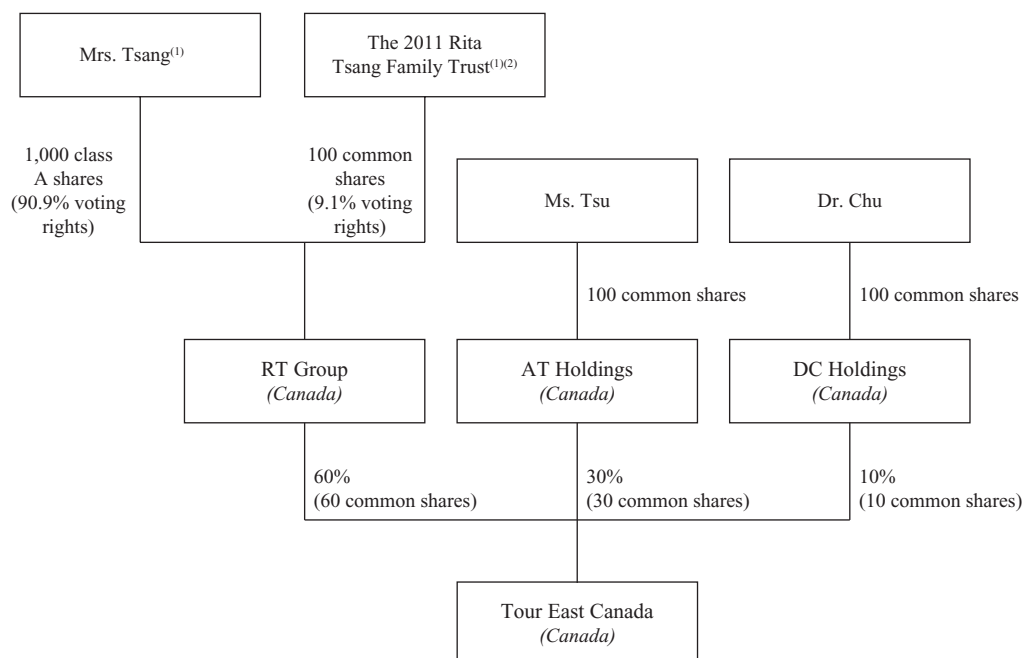 Mrs. Tsang(1)
The 2011 Rita
Tsang Family Trust(1)(2)
1,000 class
A shares
(90.9% voting
rights)
100 common
shares
(9.1% voting
rights)
Ms. Tsu
Dr. Chu
100 common shares
100 common shares
RT Group
(Canada)
AT Holdings
(Canada)
DC Holdings
(Canada)
60%
(60 common shares)
30%
(30 common shares)
10%
(10 common shares)
Tour East Canada
(Canada)